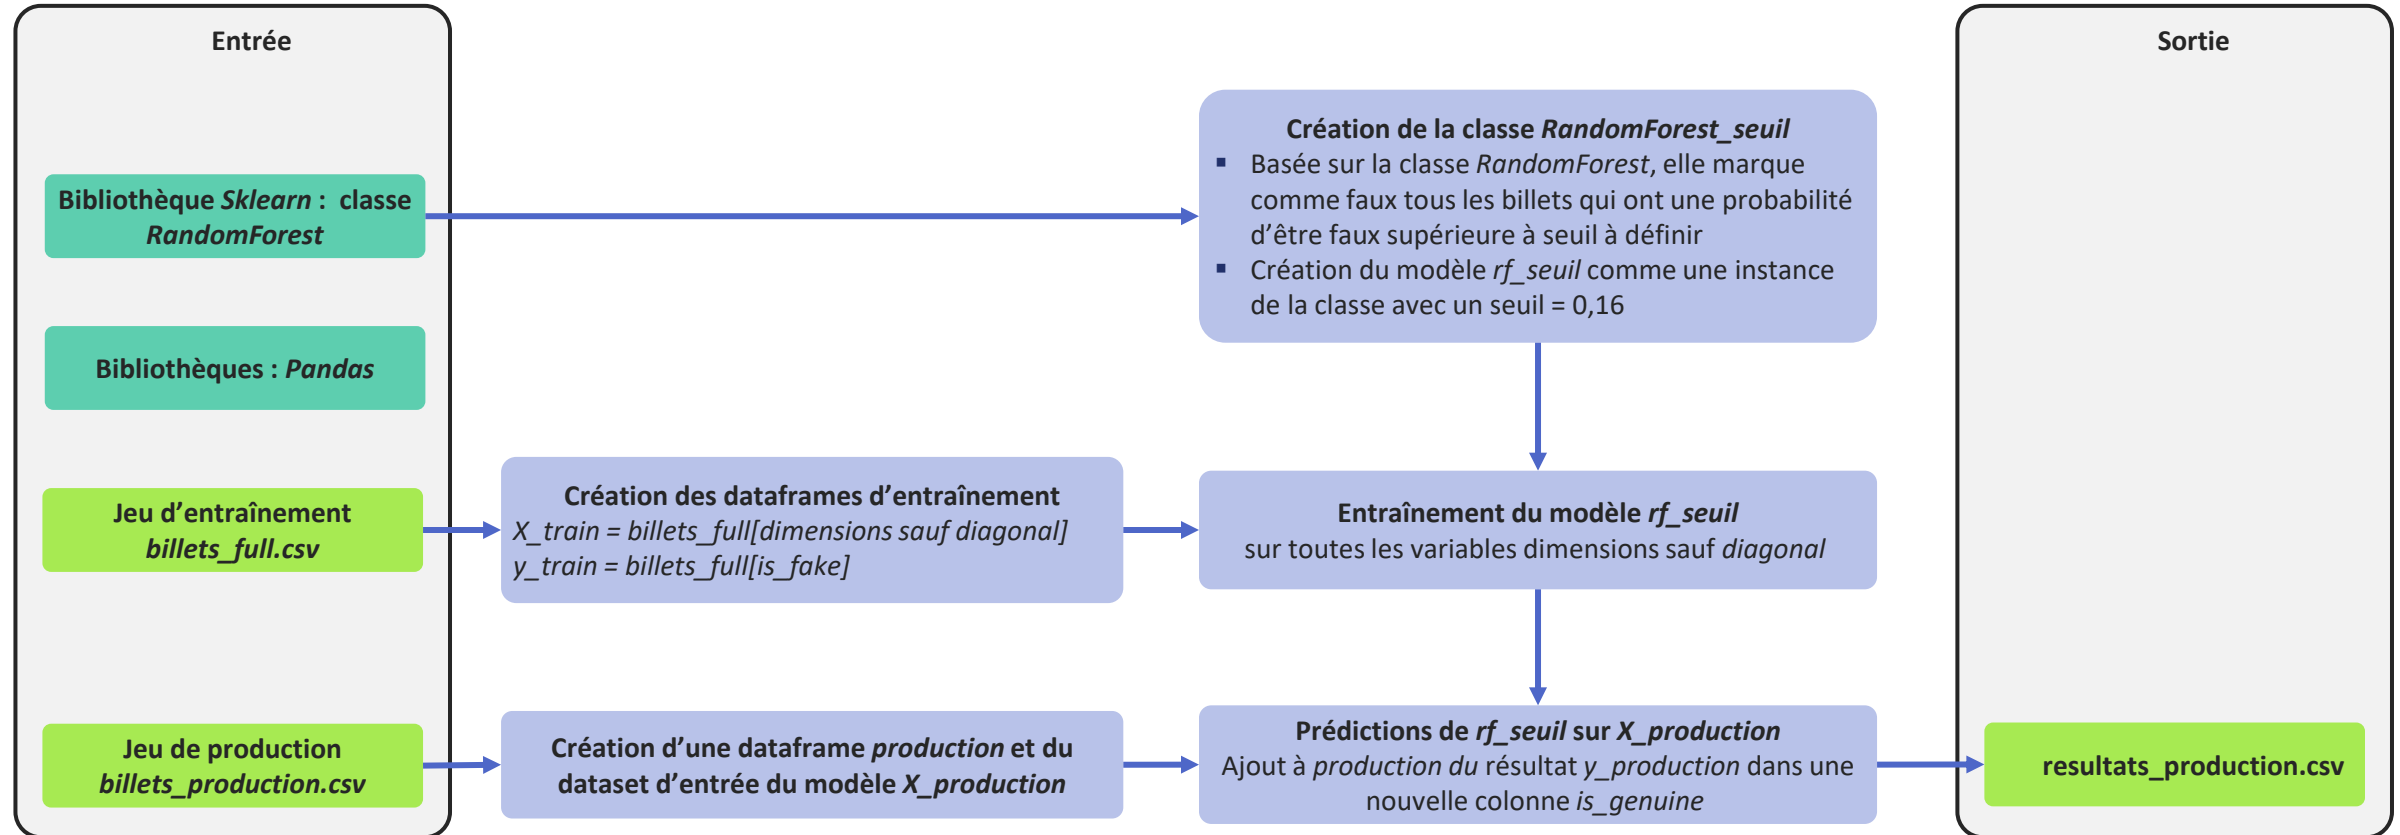 Entrée
Sortie
Bibliothèque Sklearn : classe
RandomForest
Création de la classe RandomForest_seuil
▪ Basée sur la classe RandomForest, elle marque
comme faux tous les billets qui ont une probabilité
d’être faux supérieure à seuil à définir
▪ Création du modèle rf_seuil comme une instance
de la classe avec un seuil = 0,16
Bibliothèques : Pandas
Jeu d’entraînement
billets_full.csv
Création des dataframes d’entraînement
X_train = billets_full[dimensions sauf diagonal]
y_train = billets_full[is_fake]
Entraînement du modèle rf_seuil
sur toutes les variables dimensions sauf diagonal
Jeu de production
billets_production.csv
Création d’une dataframe production et du
dataset d’entrée du modèle X_production
Prédictions de rf_seuil sur X_production
Ajout à production du résultat y_production dans une
nouvelle colonne is_genuine
resultats_production.csv